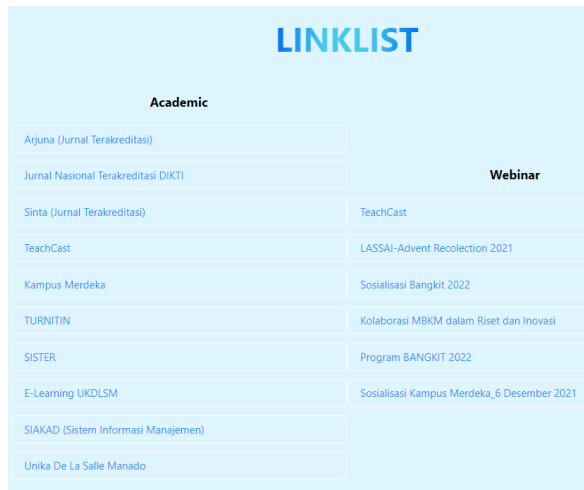 LINKLIST
Academic
Arjuna (Jurnal Terakreditasi)
Jurnal Nasional Terakreditasi DIKTI
Sinta (Jurnal Terakreditasi)
TeachCast
Kampus Merdeka
TURNITIN
SISTER
E-Learning UKDLSM
SIAKAD (Sistem Informasi Manajemen)
Unika De La Salle Manado
Webinar
TeachCast
LASSAI-Advent Recolection 2021
Sosialisasi Bangkit 2022
Kolaborasi MBKM dalam Riset dan Inovasi
Program BANGKIT 2022
Sosialisasi Kampus Merdeka_6 Desember 2021